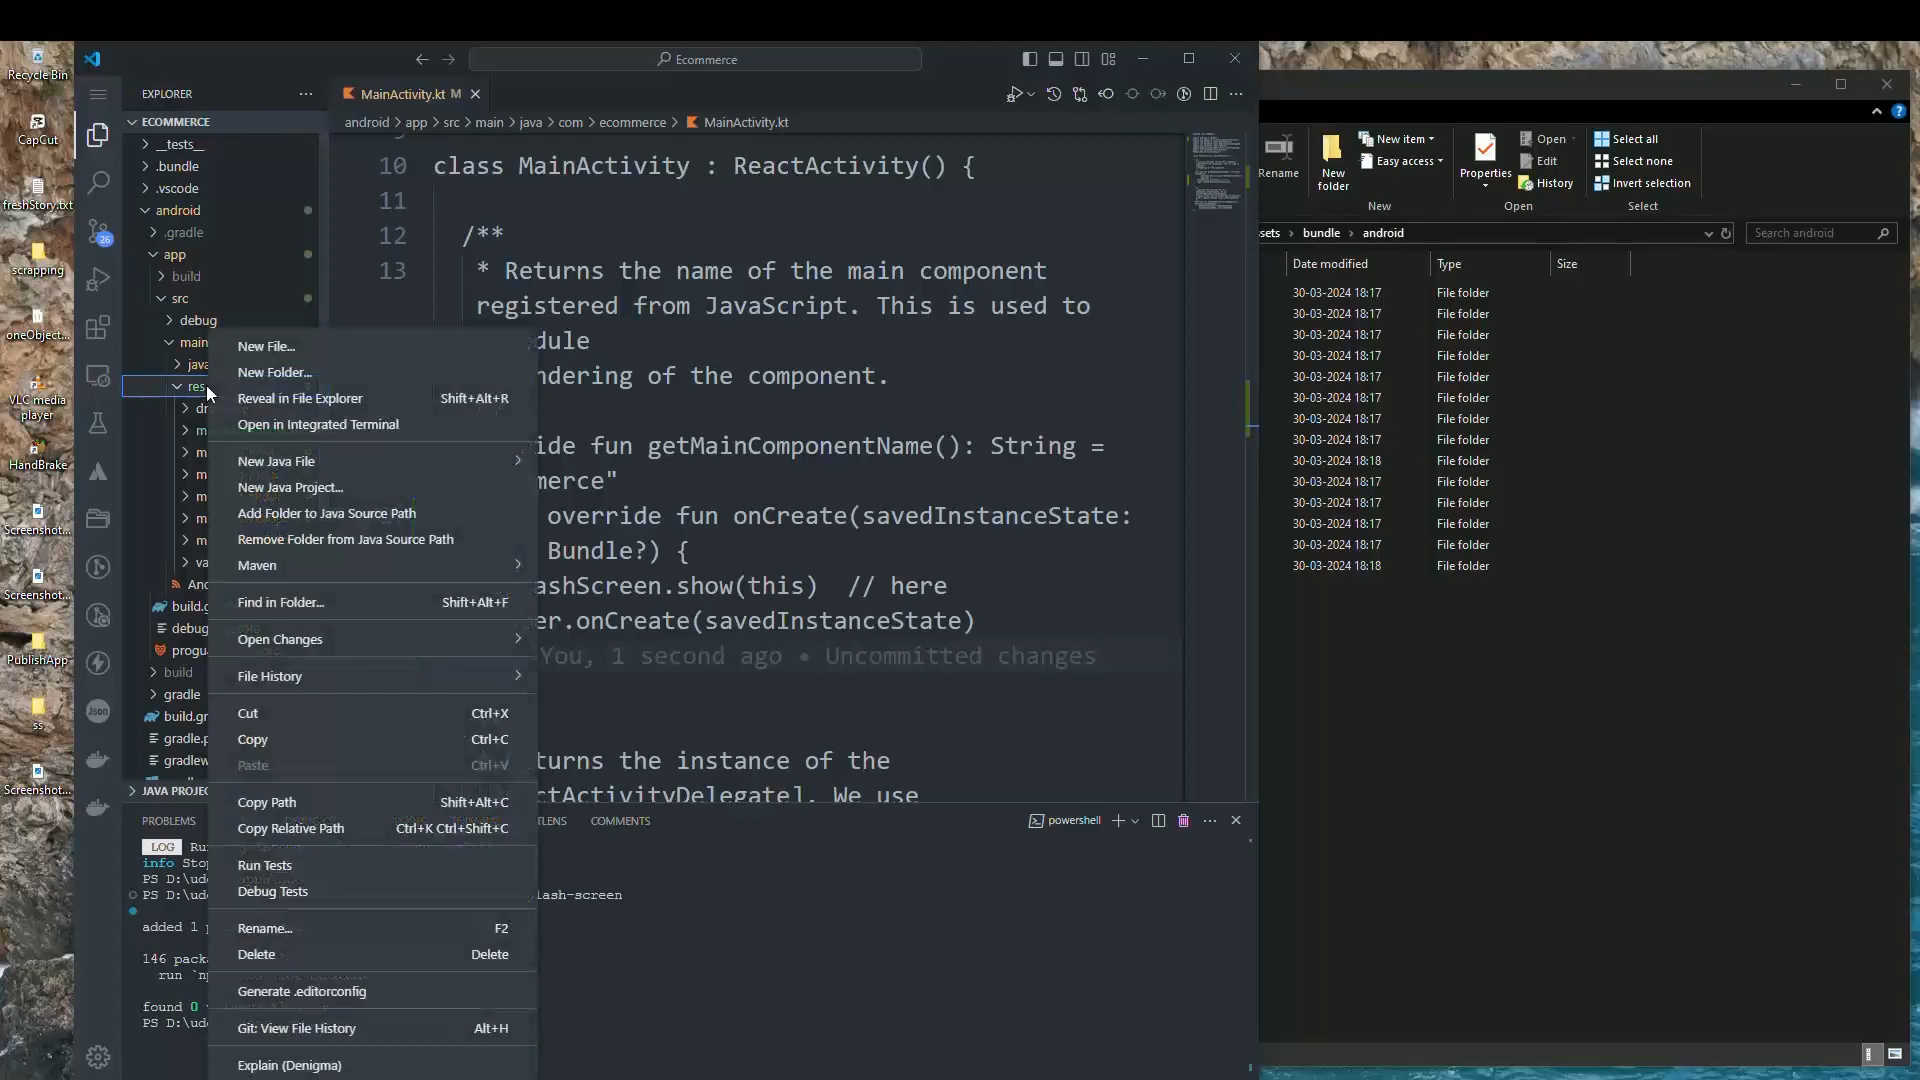 Recycle Bin
CapCut
freshStory.txt
scrapping
oneObject...
VLC media
player
HandBrake
Screenshot...
Screenshot...
PublishApp
ss
Screenshot...
Ecommerce
EXPLORER
ECOMMERCE
__tests__
.bundle
.vscode
android
.gradle
app
build
src
debug
main
java
res
build
gradle
JAVA PROJEC
26
MainActivity.kt M
android > app > src > main > java > com > ecommerce > MainActivity.kt
10 class MainActivity : ReactActivity() {
11
12 /**
13 * Returns the name of the main component
registered from JavaScript. This is used to
dule
ndering of the component.
ide fun getMainComponentName(): String =
merce"
override fun onCreate(savedInstanceState:
Bundle?) {
ashScreen.show(this) // here
er.onCreate(savedInstanceState)
You, 1 second ago • Uncommitted changes
turns the instance of the
ctActivityDelegate]. We use
New File...
New Folder...
Reveal in File Explorer Shift+Alt+R
Open in Integrated Terminal
New Java File
New Java Project...
Add Folder to Java Source Path
Remove Folder from Java Source Path
Maven
Find in Folder... Shift+Alt+F
Open Changes
File History
Cut Ctrl+X
Copy Ctrl+C
Paste Ctrl+V
Copy Path Shift+Alt+C
Copy Relative Path Ctrl+K Ctrl+Shift+C
Run Tests
Debug Tests
Rename... F2
Delete Delete
Generate .editorconfig
Git: View File History Alt+H
Explain (Denigma)
PROBLEMS
TLENS
COMMENTS
powershell
LOG Ru
info Stop
PS D:\ude
PS D:\ude
lash-screen
added 1 p
146 packa
run `np
found 0
PS D:\ude
Rename
New
folder
New item
Easy access
New
Properties
Open
Edit
History
Open
Select all
Select none
Invert selection
Select
sets > bundle > android
Search android
Date modified Type Size
30-03-2024 18:17 File folder
30-03-2024 18:17 File folder
30-03-2024 18:17 File folder
30-03-2024 18:17 File folder
30-03-2024 18:17 File folder
30-03-2024 18:17 File folder
30-03-2024 18:17 File folder
30-03-2024 18:17 File folder
30-03-2024 18:18 File folder
30-03-2024 18:17 File folder
30-03-2024 18:17 File folder
30-03-2024 18:17 File folder
30-03-2024 18:17 File folder
30-03-2024 18:18 File folder